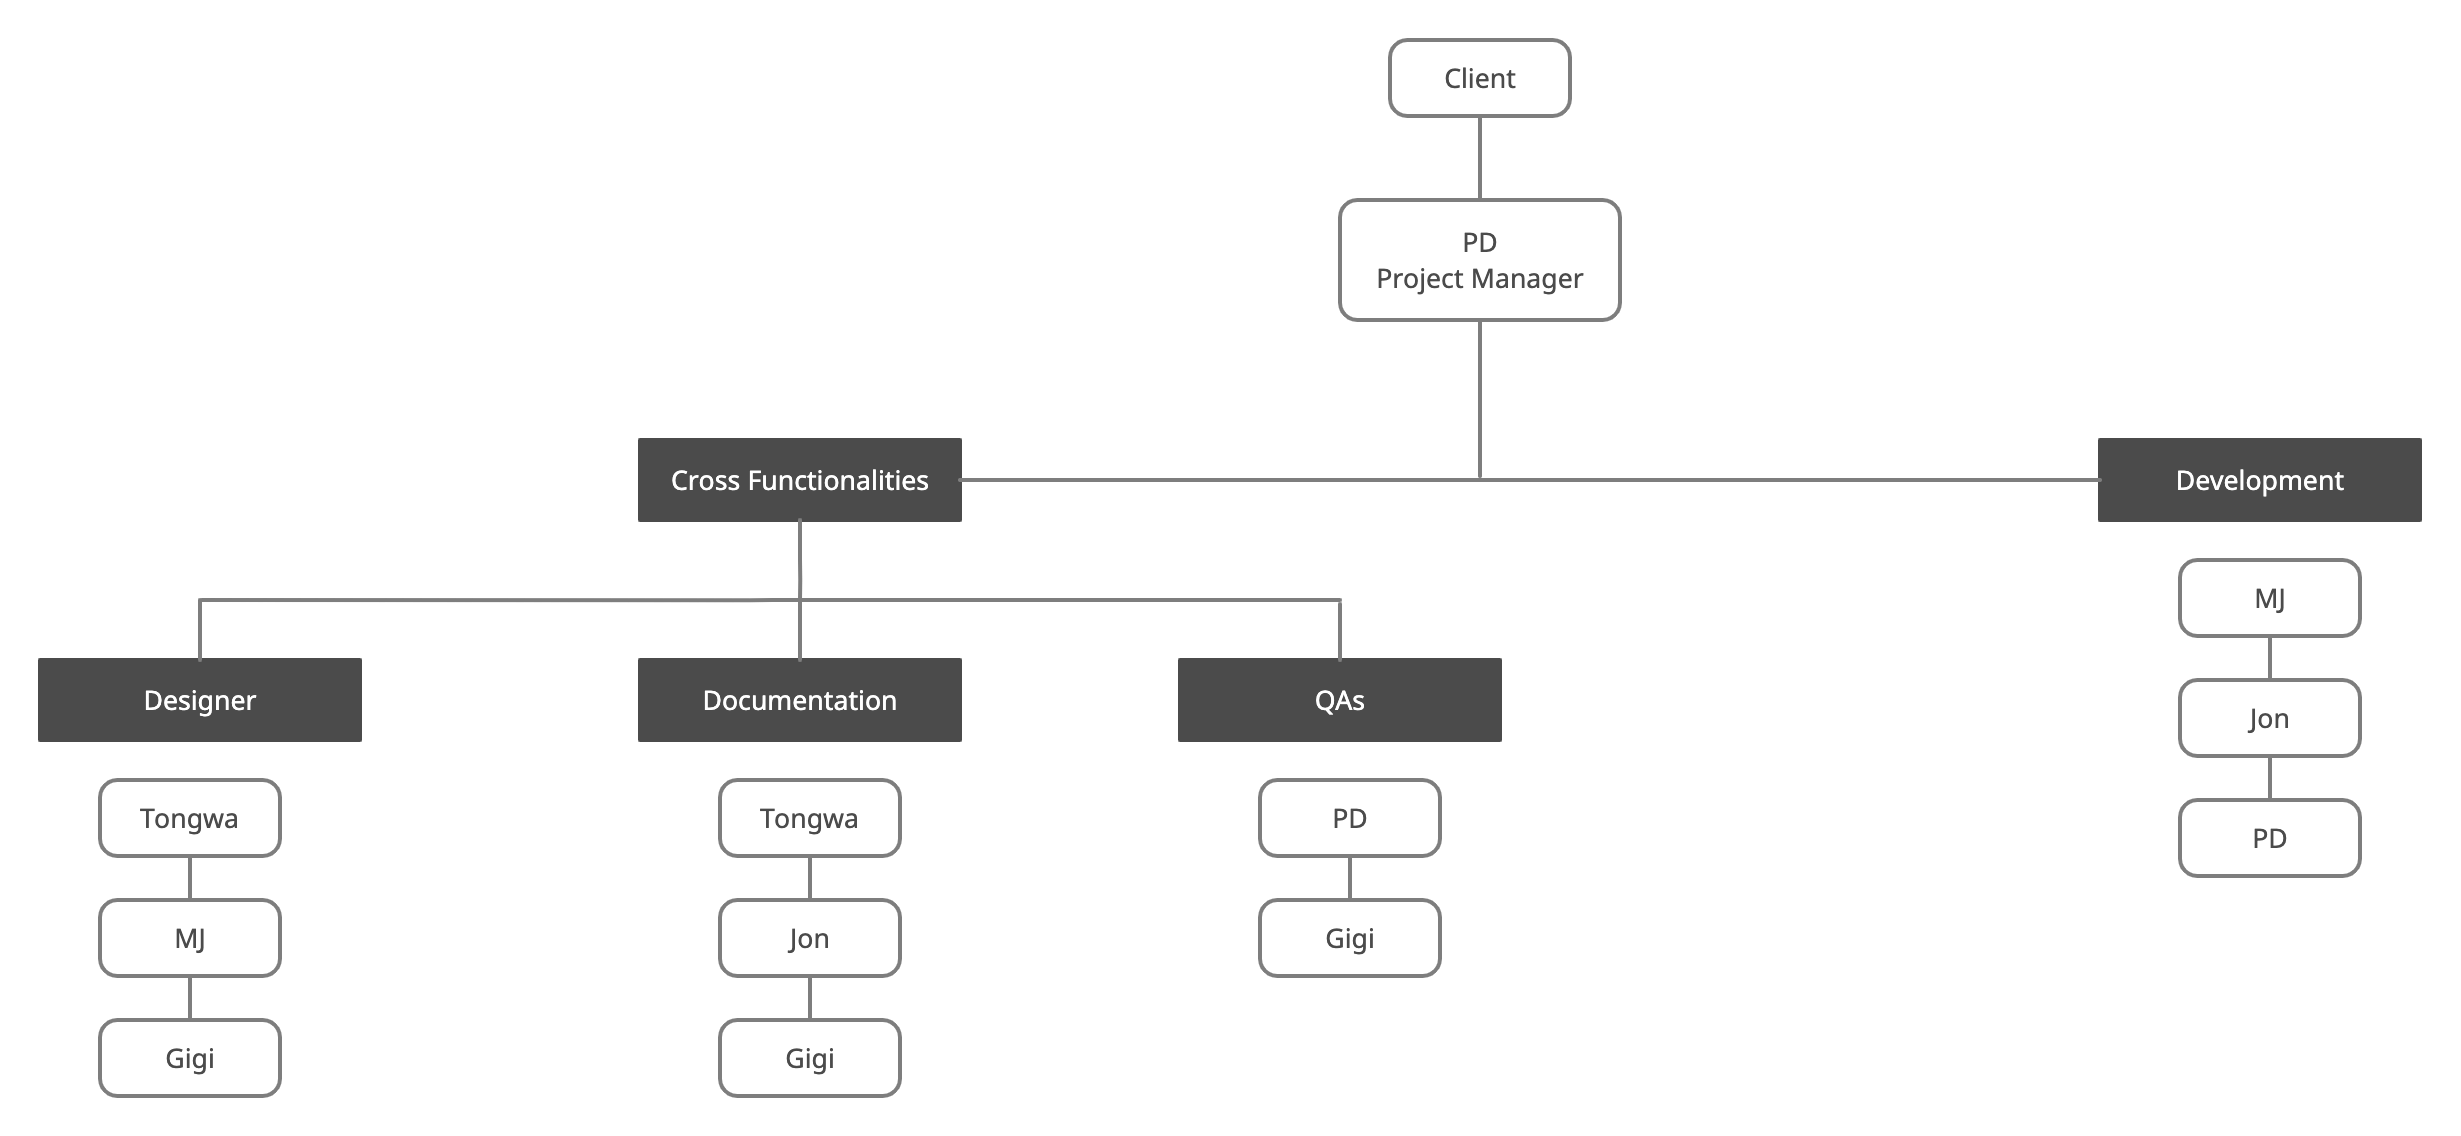 Client
PD
Project Manager
Cross Functionalities
Development
Designer
Documentation
QAs
Tongwa
MJ
Gigi
Tongwa
Jon
Gigi
PD
Gigi
MJ
Jon
PD